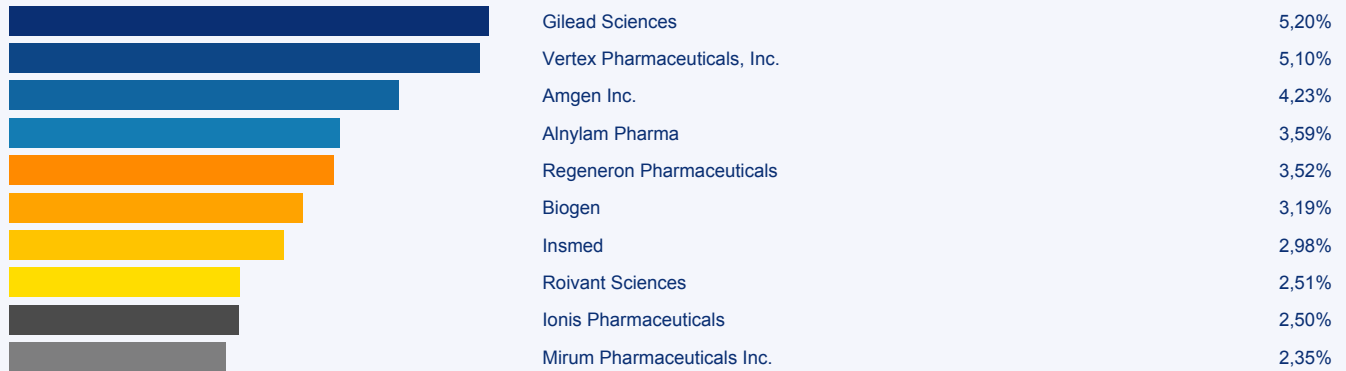 Gilead Sciences 5,20%
Vertex Pharmaceuticals, Inc. 5,10%
Amgen Inc. 4,23%
Alnylam Pharma 3,59%
Regeneron Pharmaceuticals 3,52%
Biogen 3,19%
Insmed 2,98%
Roivant Sciences 2,51%
Ionis Pharmaceuticals 2,50%
Mirum Pharmaceuticals Inc. 2,35%